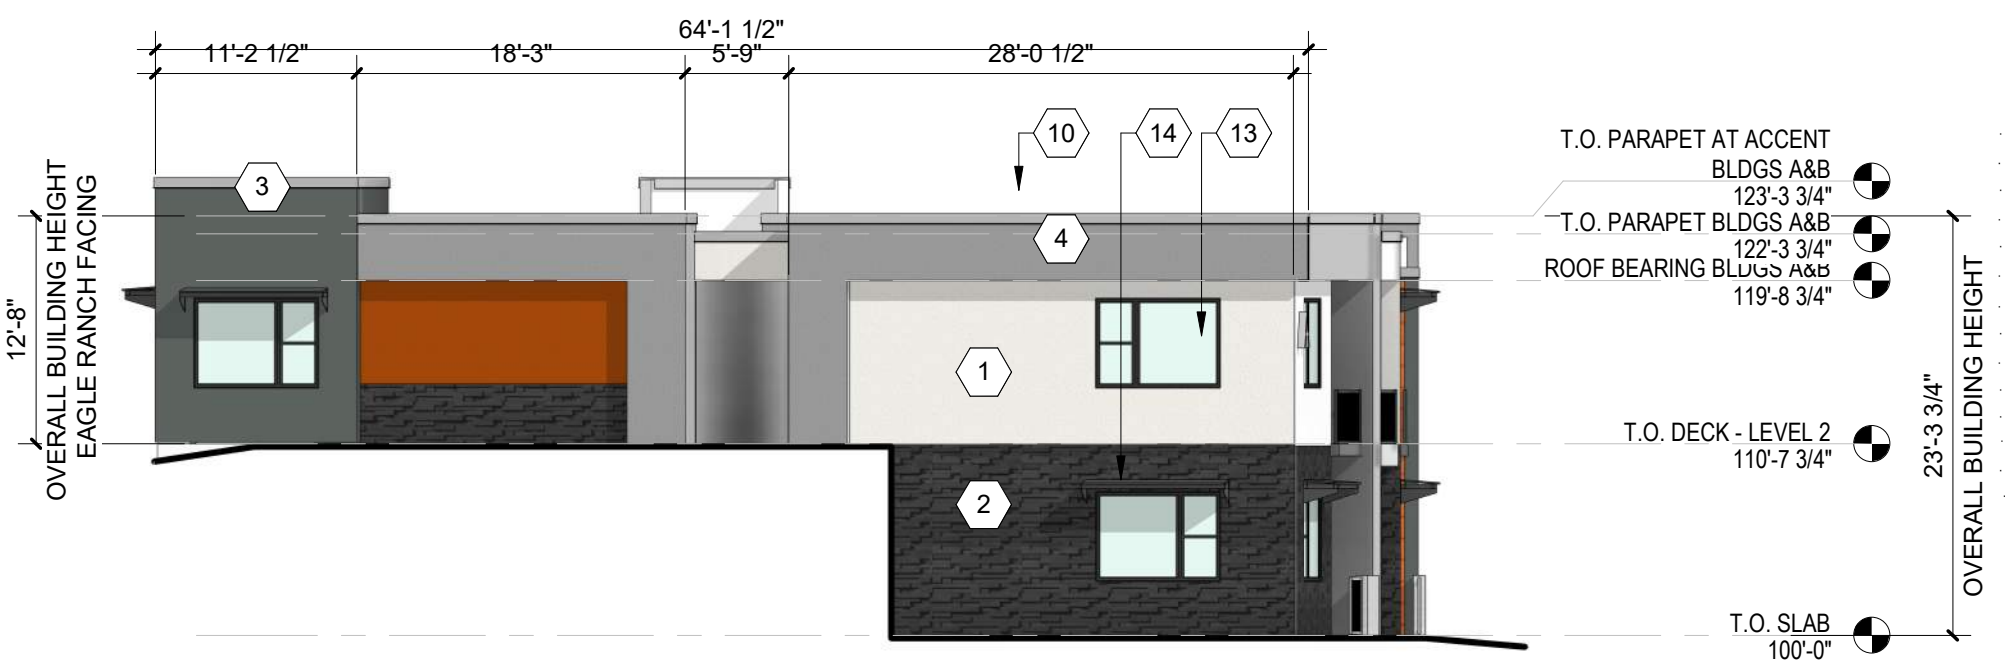 64'-1 1/2"
11'-2 1/2"
18'-3"
5'-9"
28'-0 1/2"
10
14
13
3
4
1
2
12'-8"
OVERALL BUILDING HEIGHT
EAGLE RANCH FACING
T.O. PARAPET AT ACCENT
BLDGS A&B
123'-3 3/4"
T.O. PARAPET BLDGS A&B
122'-3 3/4"
ROOF BEARING BLDGS A&B
119'-8 3/4"
T.O. DECK - LEVEL 2
110'-7 3/4"
T.O. SLAB
100'-0"
23'-3 3/4"
OVERALL BUILDING HEIGHT